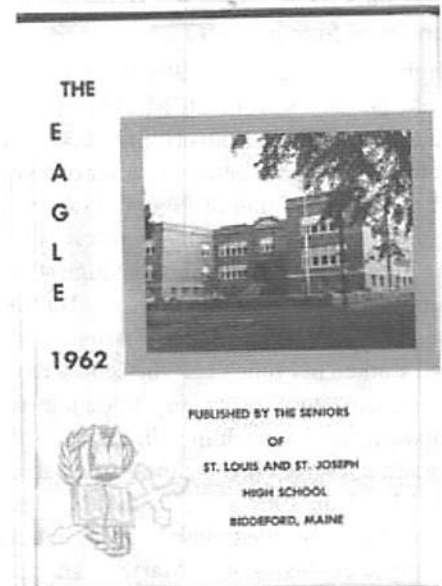 THE
E
A
G
L
E
1962
PUBLISHED BY THE SENIORS
OF
ST. LOUIS AND ST. JOSEPH
HIGH SCHOOL
BIDDEFORD, MAINE